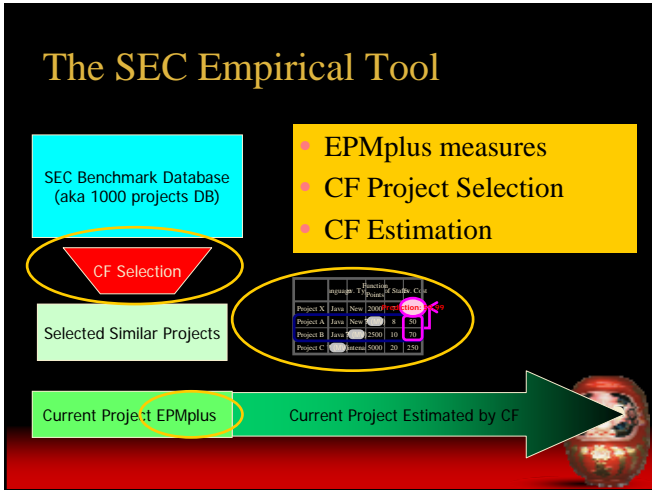 The SEC Empirical Tool
SEC Benchmark Database
(aka 1000 projects DB)
• EPMplus measures
• CF Project Selection
• CF Estimation
CF Selection
Selected Similar Projects
Function
Points
Project X Java New 2000
Project A Java New 8 50
Project B Java 2500 10 70
Project C 5000 20 250
Current Project EPMplus
Current Project Estimated by CF